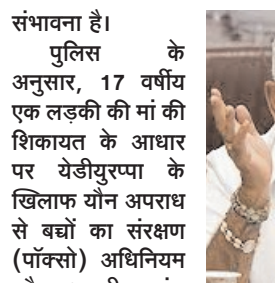 संभावना है।
पुलिस के
अनुसार, 17 वर्षीय
एक लड़की की मां की
शिकायत के आधार
पर येडीयुरप्पा के
खिलाफ यौन अपराध
से बच्चों का संरक्षण
(पॉक्सो) अधिनियम